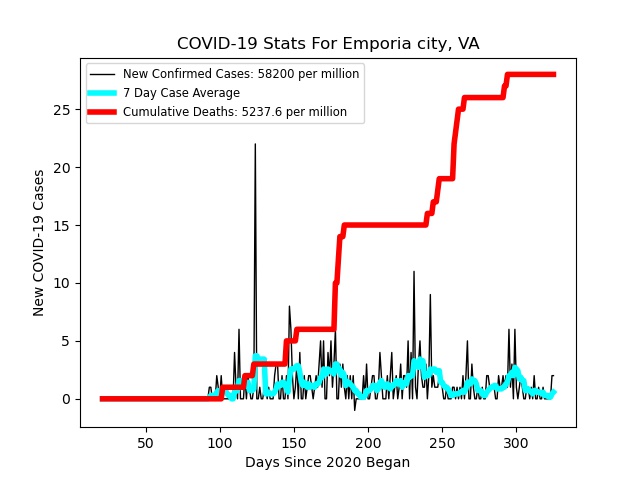 COVID-19 Stats For Emporia city, VA
New Confirmed Cases: 58200 per million
7 Day Case Average
Cumulative Deaths: 5237.6 per million
New COVID-19 Cases
25
20
15
10
5
0
50 100 150 200 250 300
Days Since 2020 Began